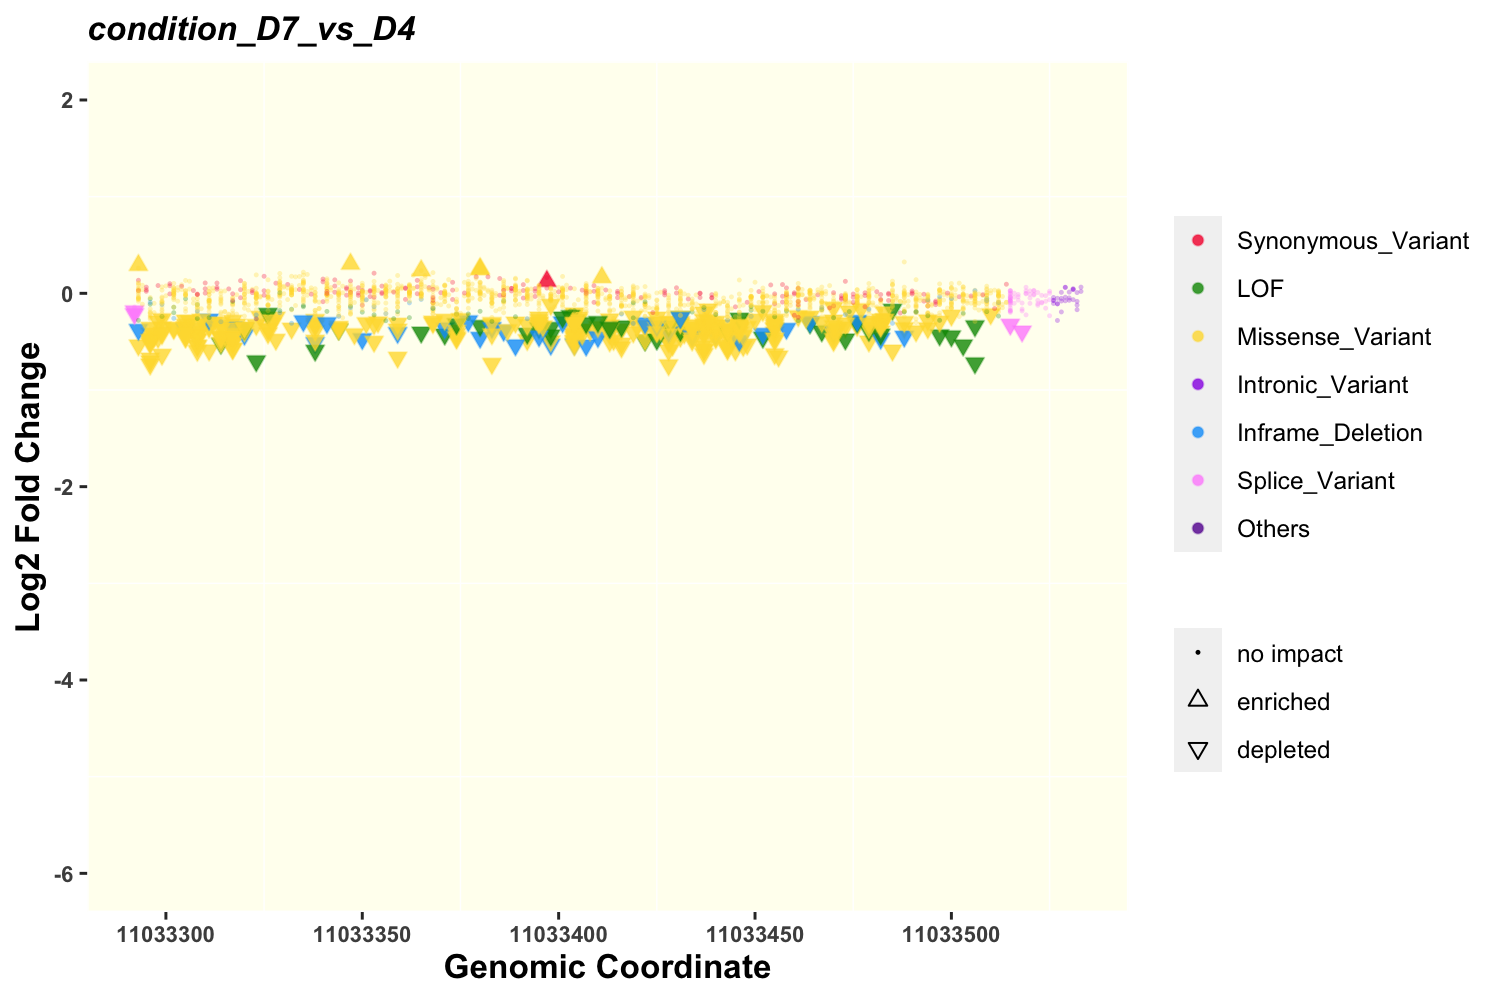 condition_D7_vs_D4
Log2 Fold Change
2
0
-2
-4
-6
11033300
11033350
11033400
11033450
11033500
Genomic Coordinate
Synonymous_Variant
LOF
Missense_Variant
Intronic_Variant
Inframe_Deletion
Splice_Variant
Others
no impact
enriched
depleted